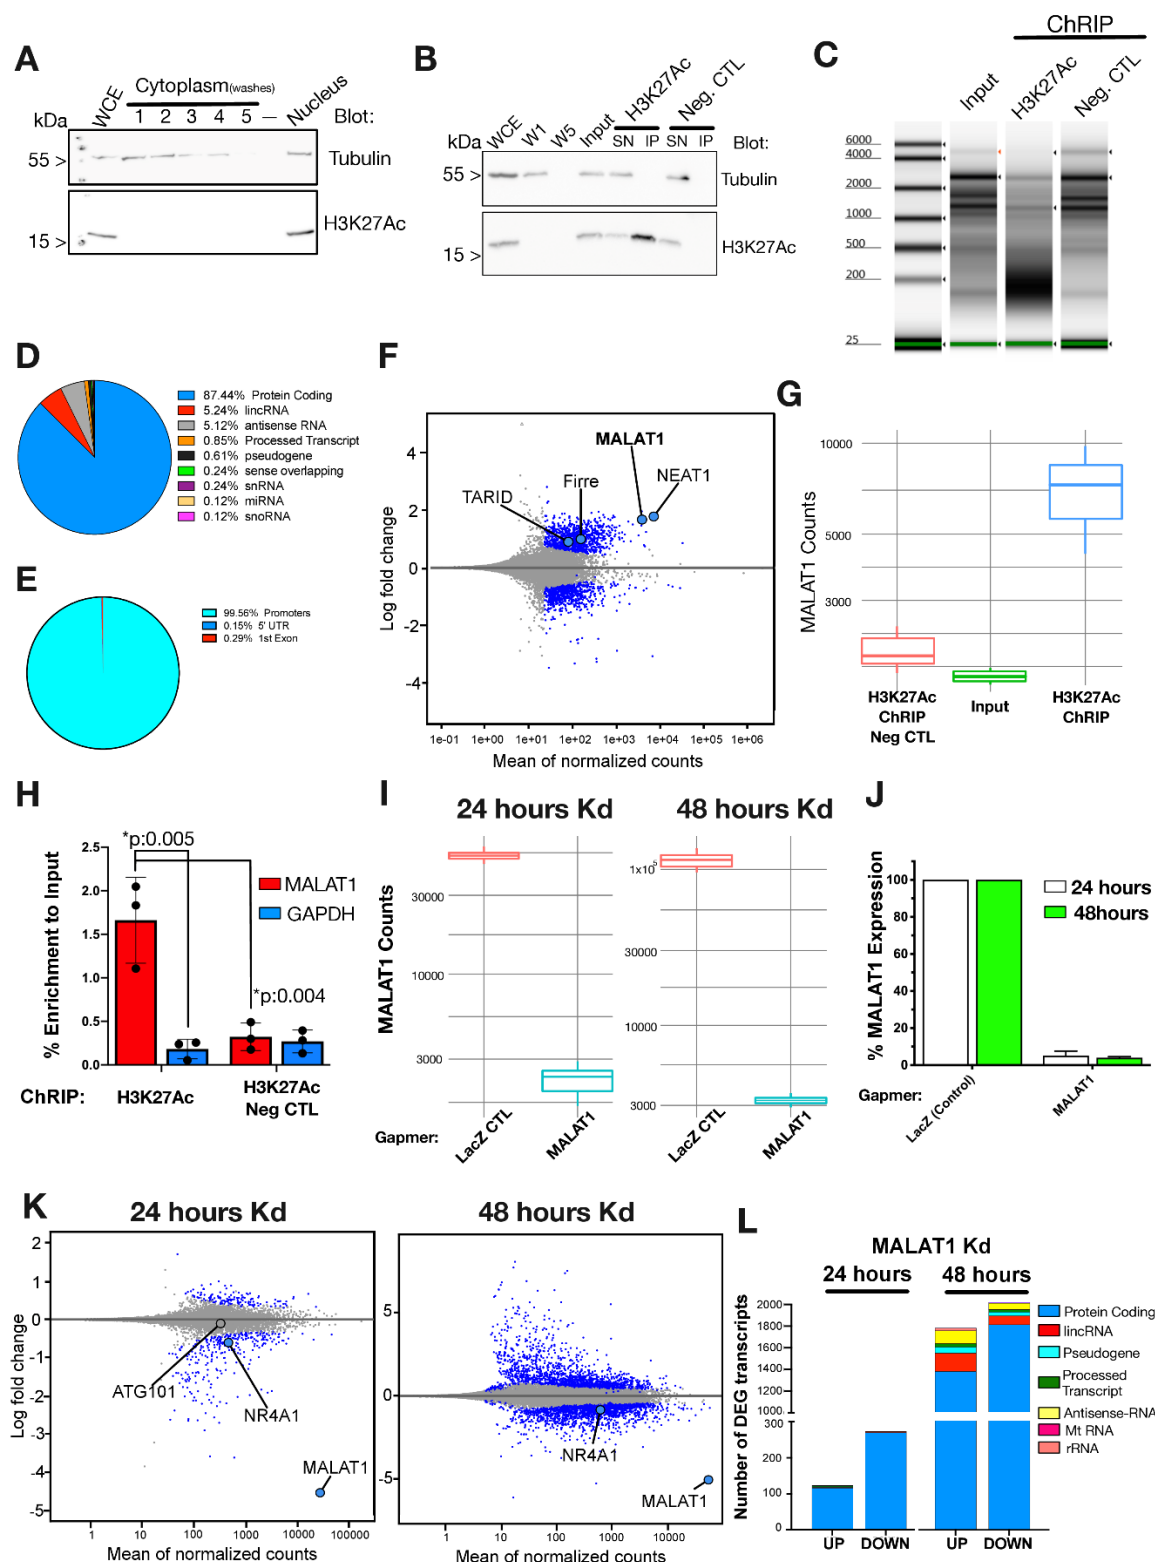 A
WCE
Cytoplasm(washes)
1 2 3 4 5 —
Nucleus
Blot:
kDa
55 >
Tubulin
15 >
H3K27Ac
B
kDa
WCE
W1
W5
Input
H3K27Ac
SN IP
Neg. CTL
SN IP
Blot:
55 >
Tubulin
15 >
H3K27Ac
C
ChRIP
Input
H3K27Ac
Neg. CTL
6000
4000
2000
1000
500
200
25
D
87.44% Protein Coding
5.24% lincRNA
5.12% antisense RNA
0.85% Processed Transcript
0.61% pseudogene
0.24% sense overlapping
0.24% snRNA
0.12% miRNA
0.12% snoRNA
E
99.56% Promoters
0.15% 5' UTR
0.29% 1st Exon
F
Log fold change
4
2
0
-2
-4
MALAT1
NEAT1
Firre
TARID
1e-01 1e+00 1e+01 1e+02 1e+03 1e+04 1e+05 1e+06
Mean of normalized counts
G
MALAT1 Counts
10000
5000
3000
H3K27Ac
ChRIP
Neg CTL
Input
H3K27Ac
ChRIP
H
% Enrichment to Input
2.5
2.0
1.5
1.0
0.5
0.0
*p:0.005
*p:0.004
MALAT1
GAPDH
ChRIP:
H3K27Ac
H3K27Ac
Neg CTL
I
24 hours Kd
48 hours Kd
MALAT1 Counts
30000
10000
3000
1x10⁵
30000
10000
3000
Gapmer:
LacZ CTL
MALAT1
LacZ CTL
MALAT1
J
% MALAT1 Expression
100
80
60
40
20
0
24 hours
48hours
Gapmer:
LacZ (Control)
MALAT1
K
24 hours Kd
Log fold change
2
1
0
-1
-2
-3
-4
-5
ATG101
NR4A1
MALAT1
1 10 100 1000 10000 100000
Mean of normalized counts
48 hours Kd
5
0
-5
NR4A1
MALAT1
1 10 100 1000 10000
Mean of normalized counts
L
MALAT1 Kd
24 hours
48 hours
Number of DEG transcripts
2000
1800
1600
1400
1200
1000
300
200
100
0
UP DOWN UP DOWN
Protein Coding
lincRNA
Pseudogene
Processed
Transcript
Antisense-RNA
Mt RNA
rRNA